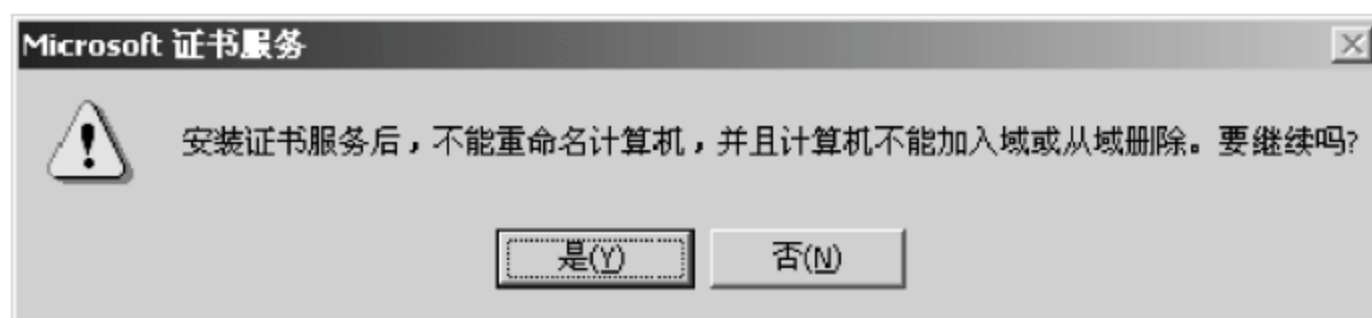 Microsoft 证书服务
安装证书服务后，不能重命名计算机，并且计算机不能加入域或从域删除。要继续吗?
是(Y) 否(N)